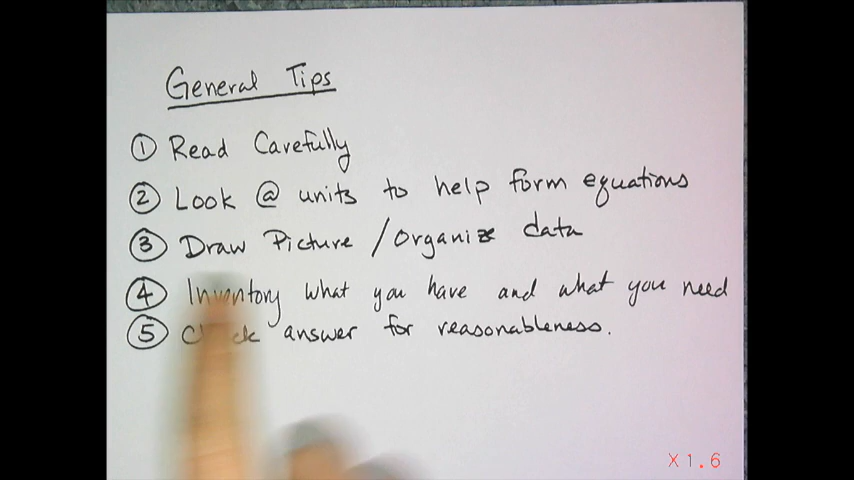 General Tips
① Read Carefully
② Look @ units to help form equations
③ Draw Picture / Organize data
④ Inventory what you have and what you need
⑤ Check answer for reasonableness.
X1.6